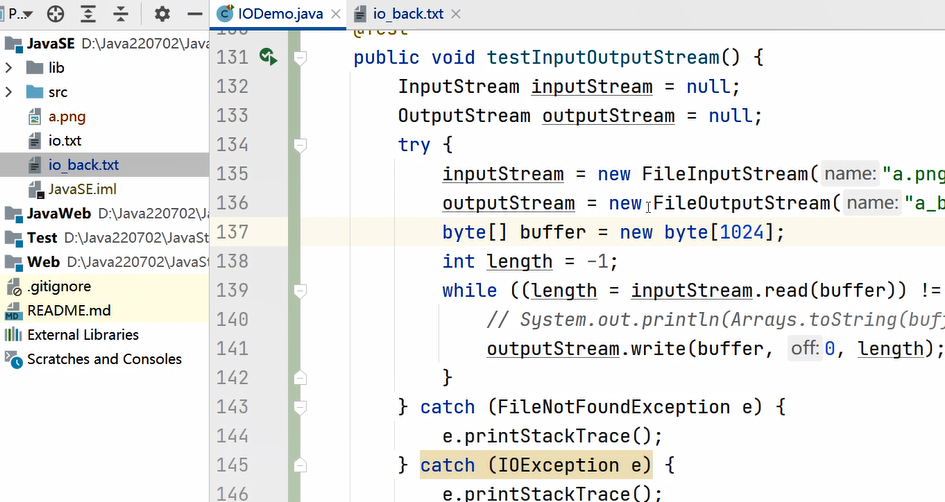 P...
IODemo.java
io_back.txt
JavaSE D:\Java220702\JavaSE
lib
src
a.png
io.txt
io_back.txt
JavaSE.iml
JavaWeb D:\Java220702\
Test D:\Java220702\JavaSt
Web D:\Java220702\JavaSt
.gitignore
README.md
External Libraries
Scratches and Consoles
@Test
131 public void testInputOutputStream() {
132 InputStream inputStream = null;
133 OutputStream outputStream = null;
134 try {
135 inputStream = new FileInputStream( name: "a.png
136 outputStream = new FileOutputStream( name: "a_b
137 byte[] buffer = new byte[1024];
138 int length = -1;
139 while ((length = inputStream.read(buffer)) !=
140 // System.out.println(Arrays.toString(buff
141 outputStream.write(buffer, off: 0, length);
142 }
143 } catch (FileNotFoundException e) {
144 e.printStackTrace();
145 } catch (IOException e) {
146 e.printStackTrace();